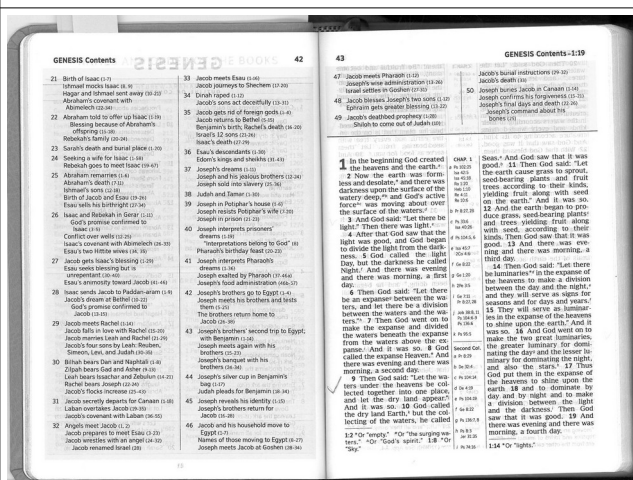 GENESIS Contents 42
21 Birth of Isaac (1-7)
Ishmael mocks Isaac (8, 9)
Hagar and Ishmael sent away (10-21)
Abraham's covenant with
Abimelech (22-34)
22 Abraham told to offer up Isaac (1-19)
Blessing because of Abraham's
offspring (15-18)
Rebekah's family (20-24)
23 Sarah's death and burial place (1-20)
24 Seeking a wife for Isaac (1-58)
Rebekah goes to meet Isaac (59-67)
25 Abraham remarries (1-6)
Abraham's death (7-11)
Ishmael's sons (12-18)
Birth of Jacob and Esau (19-26)
Esau sells his birthright (27-34)
26 Isaac and Rebekah in Gerar (1-11)
God's promise confirmed to
Isaac (3-5)
Conflict over wells (12-25)
Isaac's covenant with Abimelech (26-33)
Esau's two Hittite wives (34, 35)
27 Jacob gets Isaac's blessing (1-29)
Esau seeks blessing but is
unrepentant (30-40)
Esau's animosity toward Jacob (41-46)
28 Isaac sends Jacob to Paddan-aram (1-9)
Jacob's dream at Bethel (10-22)
God's promise confirmed to
Jacob (13-15)
29 Jacob meets Rachel (1-14)
Jacob falls in love with Rachel (15-20)
Jacob marries Leah and Rachel (21-29)
Jacob's four sons by Leah: Reuben,
Simeon, Levi, and Judah (30-35)
30 Bilhah bears Dan and Naphtali (1-8)
Zilpah bears Gad and Asher (9-13)
Leah bears Issachar and Zebulun (14-21)
Rachel bears Joseph (22-24)
Jacob's flocks increase (25-43)
31 Jacob secretly departs for Canaan (1-18)
Laban overtakes Jacob (19-35)
Jacob's covenant with Laban (36-55)
32 Angels meet Jacob (1, 2)
Jacob prepares to meet Esau (3-23)
Jacob wrestles with an angel (24-32)
Jacob renamed Israel (28)
33 Jacob meets Esau (1-16)
Jacob journeys to Shechem (17-20)
34 Dinah raped (1-12)
Jacob's sons act deceitfully (13-31)
35 Jacob gets rid of foreign gods (1-4)
Jacob returns to Bethel (5-15)
Benjamin's birth; Rachel's death (16-20)
Israel's 12 sons (21-26)
Isaac's death (27-29)
36 Esau's descendants (1-30)
Edom's kings and sheikhs (31-43)
37 Joseph's dreams (1-11)
Joseph and his jealous brothers (12-24)
Joseph sold into slavery (25-36)
38 Judah and Tamar (1-30)
39 Joseph in Potiphar's house (1-6)
Joseph resists Potiphar's wife (7-20)
Joseph in prison (21-23)
40 Joseph interprets prisoners'
dreams (1-19)
"Interpretations belong to God" (8)
Pharaoh's birthday feast (20-23)
41 Joseph interprets Pharaoh's
dreams (1-36)
Joseph exalted by Pharaoh (37-46a)
Joseph's food administration (46b-57)
42 Joseph's brothers go to Egypt (1-4)
Joseph meets his brothers and tests
them (5-25)
The brothers return home to
Jacob (26-38)
43 Joseph's brothers' second trip to Egypt;
with Benjamin (1-14)
Joseph meets again with his
brothers (15-23)
Joseph's banquet with his
brothers (24-34)
44 Joseph's silver cup in Benjamin's
bag (1-17)
Judah pleads for Benjamin (18-34)
45 Joseph reveals his identity (1-15)
Joseph's brothers return for
Jacob (16-28)
46 Jacob and his household move to
Egypt (1-7)
Names of those moving to Egypt (8-27)
Joseph meets Jacob at Goshen (28-34)
43 GENESIS Contents–1:19
47 Jacob meets Pharaoh (1-12)
Joseph's wise administration (13-26)
Israel settles in Goshen (27-31)
48 Jacob blesses Joseph's two sons (1-12)
Ephraim gets greater blessing (13-22)
49 Jacob's deathbed prophecy (1-28)
Shiloh to come out of Judah (10)
Jacob's burial instructions (29-32)
Jacob's death (33)
50 Joseph buries Jacob in Canaan (1-14)
Joseph confirms his forgiveness (15-21)
Joseph's final days and death (22-26)
Joseph's command about his
bones (25)
1 In the beginning God created
the heavens and the earth.
2 Now the earth was form-
less and desolate,* and there was
darkness upon the surface of the
watery deep,* and God's active
force* was moving about over
the surface of the waters.
3 And God said: "Let there be
light." Then there was light.
4 After that God saw that the
light was good, and God began
to divide the light from the dark-
ness. 5 God called the light
Day, but the darkness he called
Night. And there was evening
and there was morning, a first
day.
6 Then God said: "Let there
be an expanse between the wa-
ters, and let there be a division
between the waters and the wa-
ters." 7 Then God went on to
make the expanse and divided
the waters beneath the expanse
from the waters above the ex-
panse. And it was so. 8 God
called the expanse Heaven.* And
there was evening and there was
morning, a second day.
9 Then God said: "Let the wa-
ters under the heavens be col-
lected together into one place,
and let the dry land appear."
And it was so. 10 God called
the dry land Earth, but the col-
lecting of the waters, he called
CHAP. 1
Second Col.
Seas. And God saw that it was
good. 11 Then God said: "Let
the earth cause grass to sprout,
seed-bearing plants and fruit
trees according to their kinds,
yielding fruit along with seed
on the earth." And it was so.
12 And the earth began to pro-
duce grass, seed-bearing plants
and trees yielding fruit along
with seed, according to their
kinds. Then God saw that it was
good. 13 And there was eve-
ning and there was morning, a
third day.
14 Then God said: "Let there
be luminaries* in the expanse of
the heavens to make a division
between the day and the night,
and they will serve as signs for
seasons and for days and years.
15 They will serve as luminar-
ies in the expanse of the heavens
to shine upon the earth." And it
was so. 16 And God went on to
make the two great luminaries,
the greater luminary for domi-
nating the day and the lesser lu-
minary for dominating the night,
and also the stars. 17 Thus
God put them in the expanse of
the heavens to shine upon the
earth 18 and to dominate by
day and by night and to make
a division between the light
and the darkness. Then God
saw that it was good. 19 And
there was evening and there was
morning, a fourth day.
1:2 *Or "empty." *Or "the surging wa-
ters." *Or "God's spirit." 1:8 *Or
"Sky."
1:14 *Or "lights."